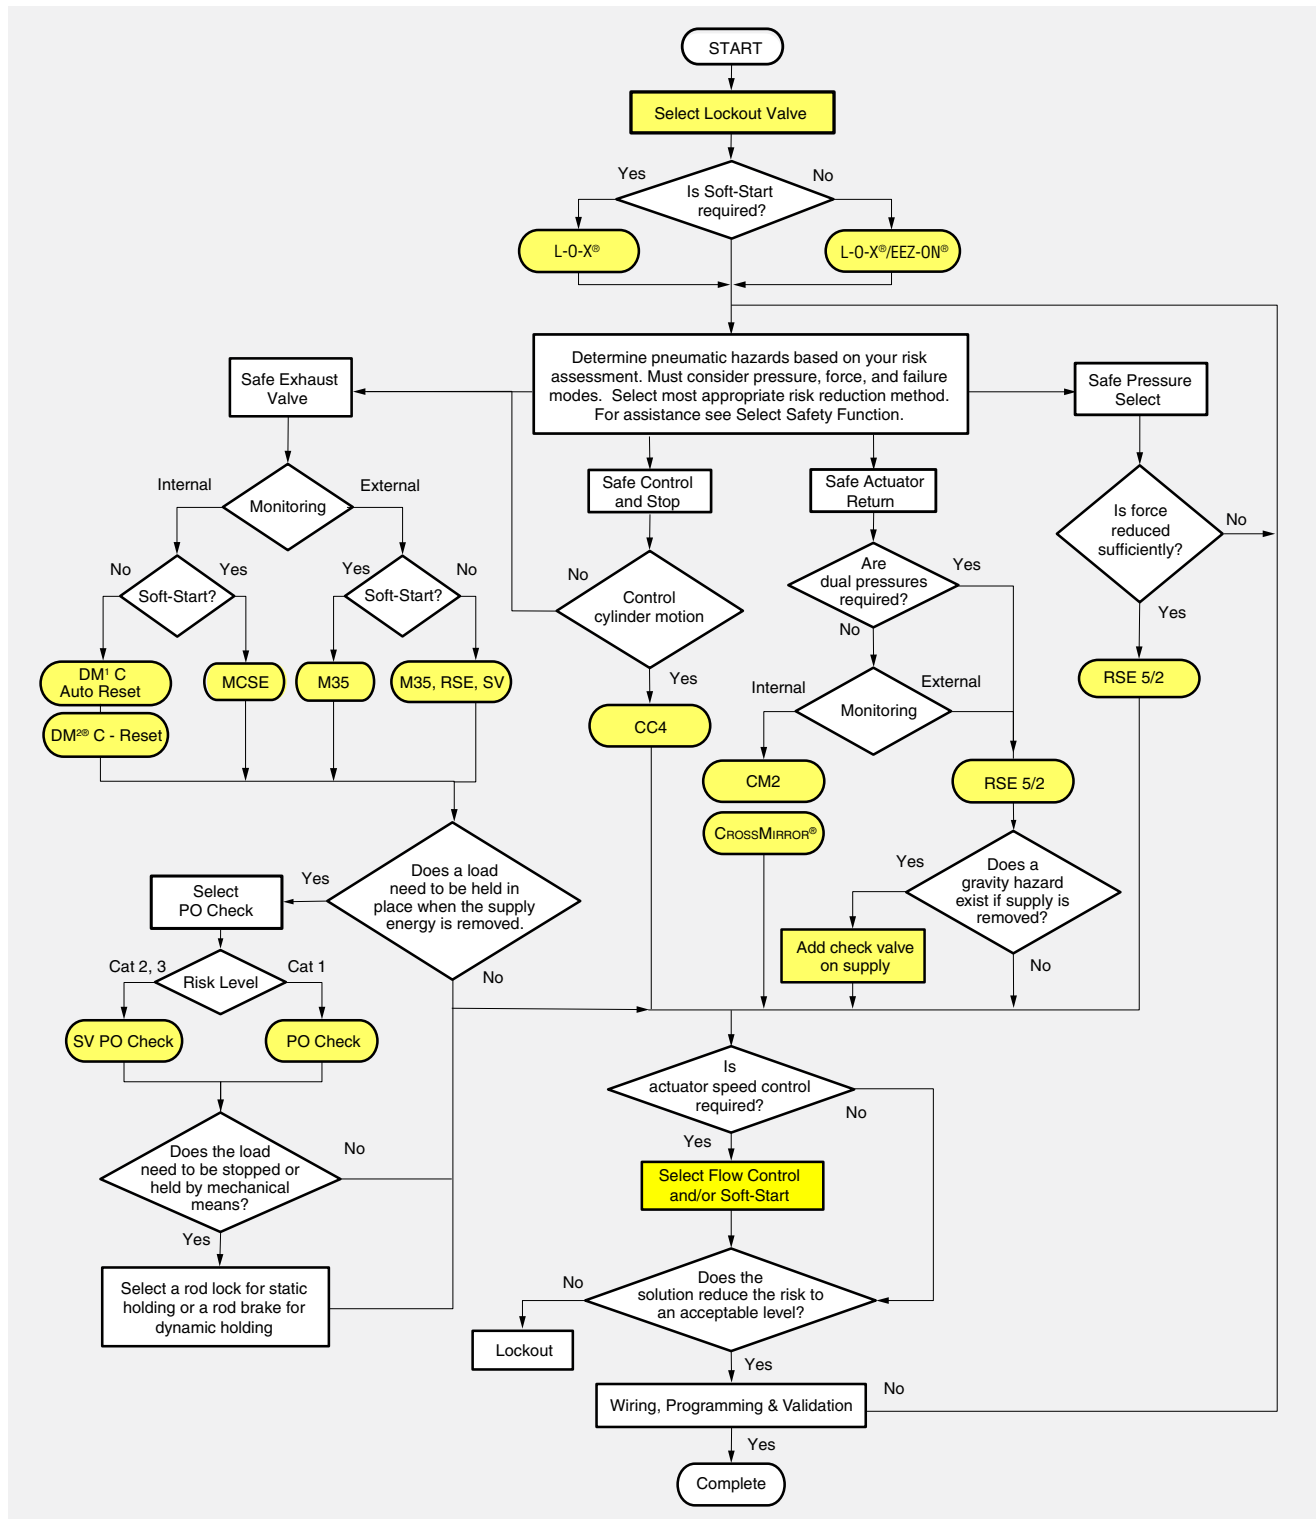 START
Select Lockout Valve
Yes
No
Is Soft-Start
required?
L-O-X®
L-O-X®/EEZ-ON®
Determine pneumatic hazards based on your risk
assessment. Must consider pressure, force, and failure
modes. Select most appropriate risk reduction method.
For assistance see Select Safety Function.
Safe Exhaust
Valve
Safe Pressure
Select
Safe Control
and Stop
Safe Actuator
Return
Internal
External
Monitoring
No
Yes
Soft-Start?
Yes
No
Soft-Start?
DM¹ C
Auto Reset
DM²® C - Reset
MCSE
M35
M35, RSE, SV
No
Control
cylinder motion
Yes
CC4
Are
dual pressures
required?
Yes
No
Internal
External
Monitoring
CM2
CROSSMIRROR®
RSE 5/2
Is force
reduced
sufficiently?
No
Yes
RSE 5/2
Yes
Does a
gravity hazard
exist if supply is
removed?
No
Add check valve
on supply
Does a load
need to be held in
place when the supply
energy is removed.
Yes
No
Select
PO Check
Cat 2, 3
Cat 1
Risk Level
SV PO Check
PO Check
Does the load
need to be stopped or
held by mechanical
means?
No
Yes
Select a rod lock for static
holding or a rod brake for
dynamic holding
Is
actuator speed control
required?
No
Yes
Select Flow Control
and/or Soft-Start
Does the
solution reduce the risk to
an acceptable level?
No
Lockout
Yes
Wiring, Programming & Validation
No
Yes
Complete